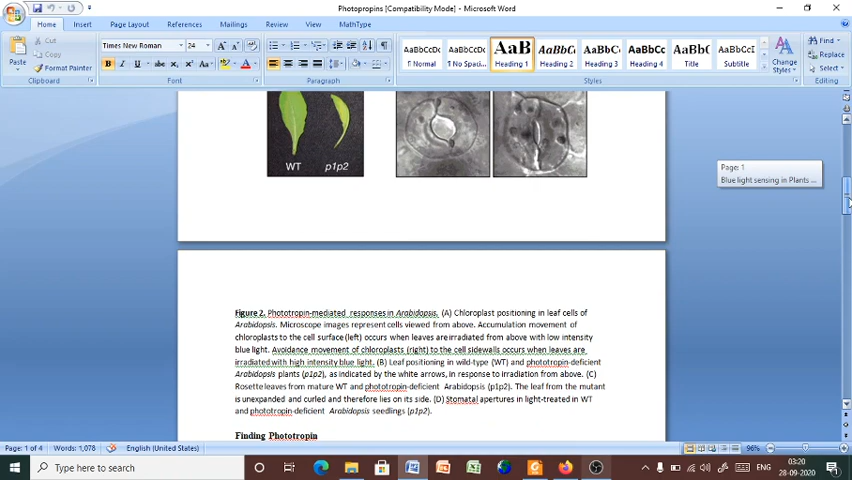 Photopropins [Compatibility Mode] - Microsoft Word
Home Insert Page Layout References Mailings Review View MathType
Paste
Cut
Copy
Format Painter
Clipboard
Times New Roman 24
B I U abc X₂ X² Aa
Font
Paragraph
AaBbCcDc AaBbCcDc AaBb AaBbCc AaBbCc AaBbCc AaBb( AaBbCcI
¶ Normal ¶ No Spaci... Heading 1 Heading 2 Heading 3 Heading 4 Title Subtitle
Change Styles
Styles
Find
Replace
Select
Editing
WT p1p2
Page: 1
Blue light sensing in Plants ...
Figure 2. Phototropin-mediated responses in Arabidopsis. (A) Chloroplast positioning in leaf cells of
Arabidopsis. Microscope images represent cells viewed from above. Accumulation movement of
chloroplasts to the cell surface (left) occurs when leaves are irradiated from above with low intensity
blue light. Avoidance movement of chloroplasts (right) to the cell sidewalls occurs when leaves are
irradiated with high intensity blue light. (B) Leaf positioning in wild-type (WT) and phototropin-deficient
Arabidopsis plants (p1p2), as indicated by the white arrows, in response to irradiation from above. (C)
Rosette leaves from mature WT and phototropin-deficient Arabidopsis (p1p2). The leaf from the mutant
is unexpanded and curled and therefore lies on its side. (D) Stomatal apertures in light-treated in WT
and phototropin-deficient Arabidopsis seedlings (p1p2).
Finding Phototropin
Page: 1 of 4 Words: 1,078 English (United States) 96%
Type here to search
ENG
03:20
28-09-2020